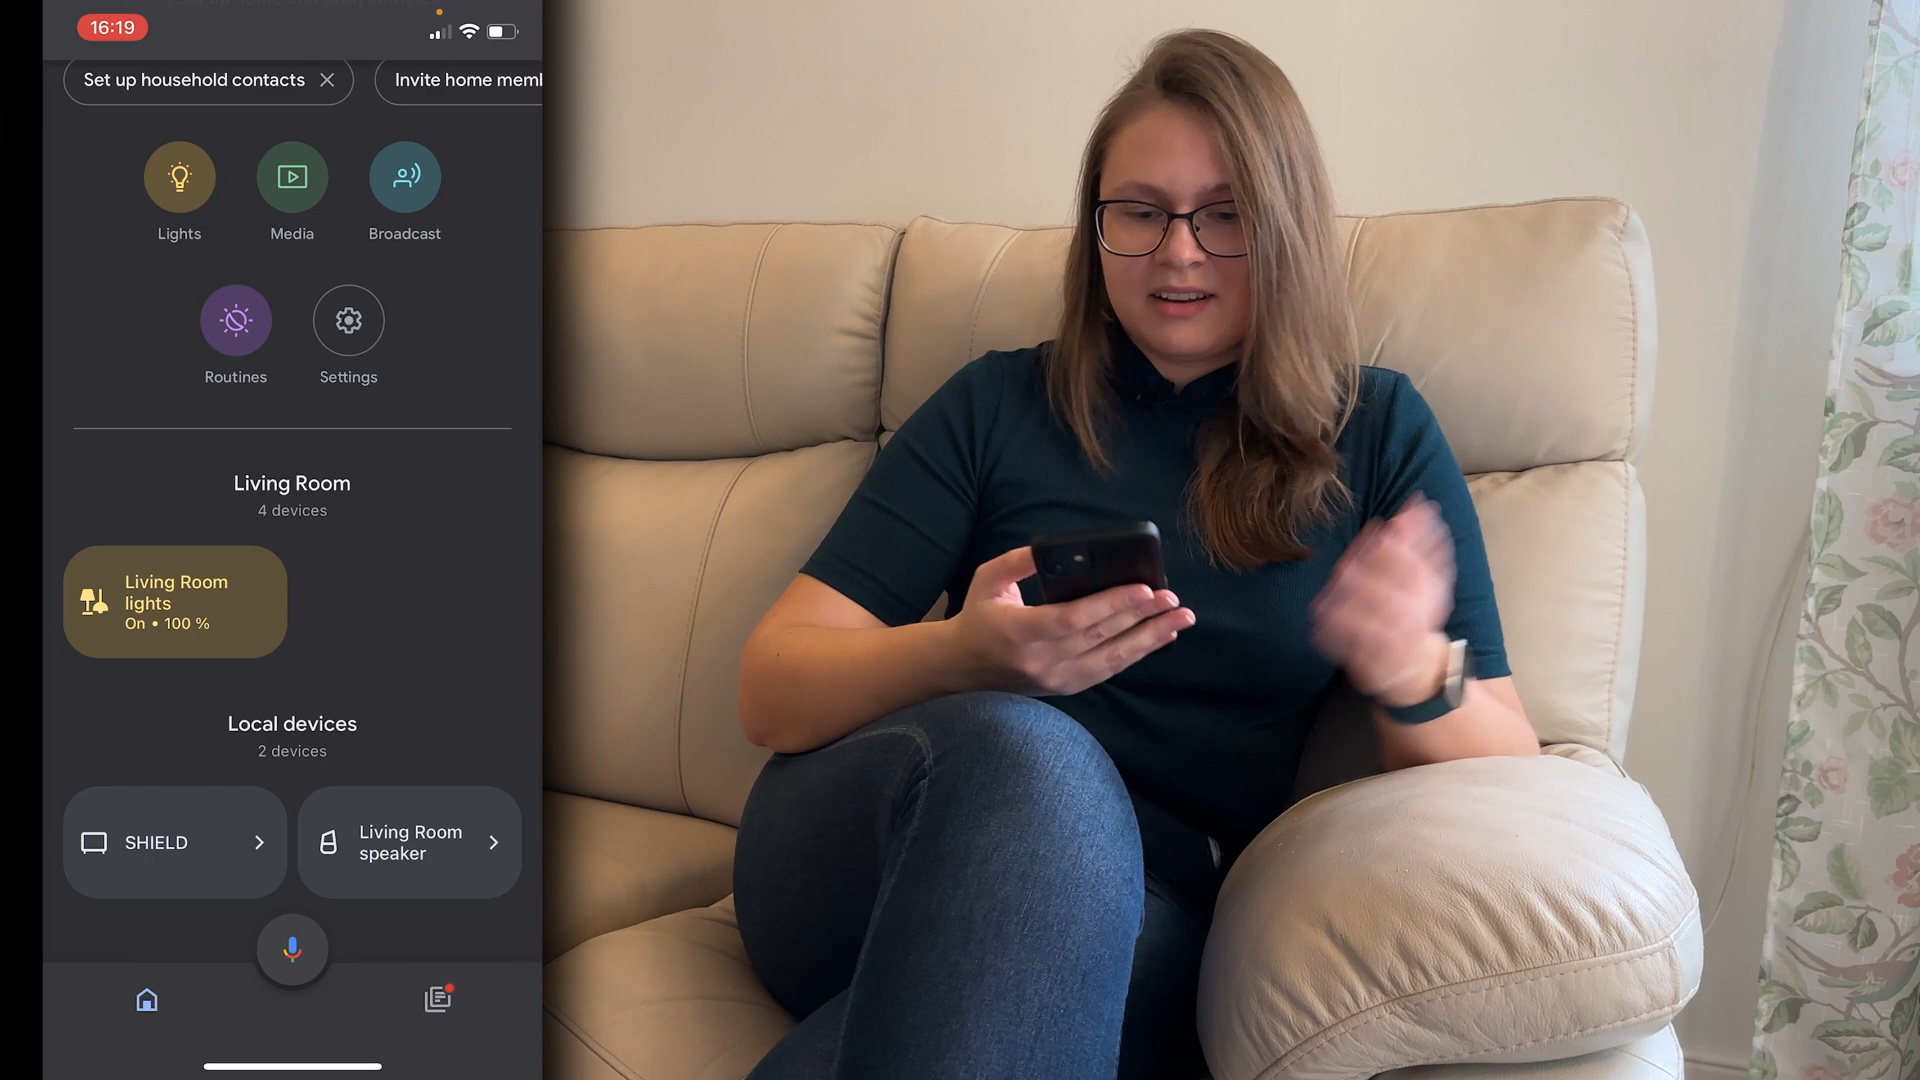 16:19
Set up household contacts
Invite home memb
Lights
Media
Broadcast
Routines
Settings
Living Room
4 devices
Living Room
lights
On • 100 %
Local devices
2 devices
SHIELD
Living Room
speaker